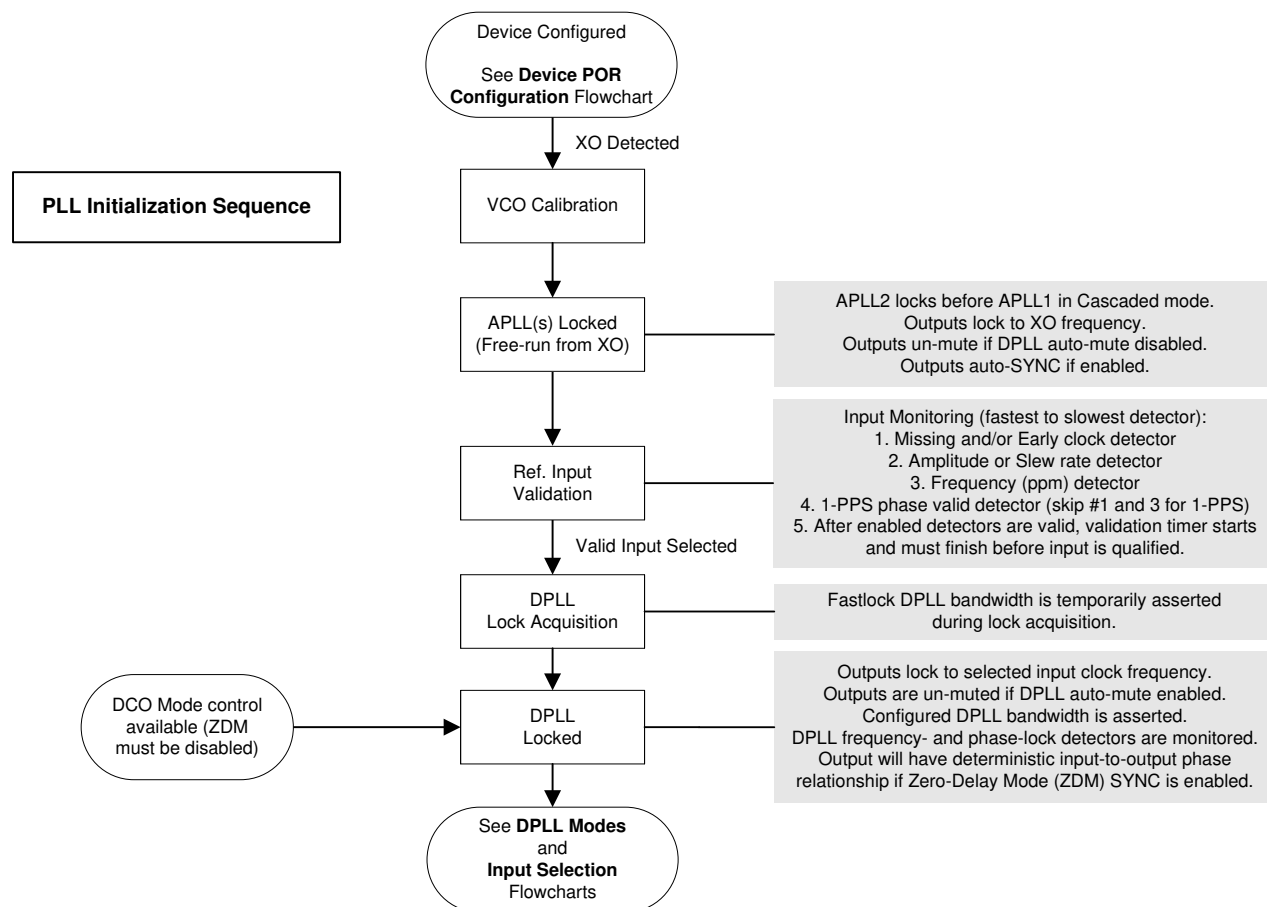 Device Configured
See Device POR
Configuration Flowchart
XO Detected
PLL Initialization Sequence
VCO Calibration
APLL(s) Locked
(Free-run from XO)
APLL2 locks before APLL1 in Cascaded mode.
Outputs lock to XO frequency.
Outputs un-mute if DPLL auto-mute disabled.
Outputs auto-SYNC if enabled.
Ref. Input
Validation
Input Monitoring (fastest to slowest detector):
1. Missing and/or Early clock detector
2. Amplitude or Slew rate detector
3. Frequency (ppm) detector
4. 1-PPS phase valid detector (skip #1 and 3 for 1-PPS)
5. After enabled detectors are valid, validation timer starts
and must finish before input is qualified.
Valid Input Selected
DPLL
Lock Acquisition
Fastlock DPLL bandwidth is temporarily asserted
during lock acquisition.
DCO Mode control
available (ZDM
must be disabled)
DPLL
Locked
Outputs lock to selected input clock frequency.
Outputs are un-muted if DPLL auto-mute enabled.
Configured DPLL bandwidth is asserted.
DPLL frequency- and phase-lock detectors are monitored.
Output will have deterministic input-to-output phase
relationship if Zero-Delay Mode (ZDM) SYNC is enabled.
See DPLL Modes
and
Input Selection
Flowcharts